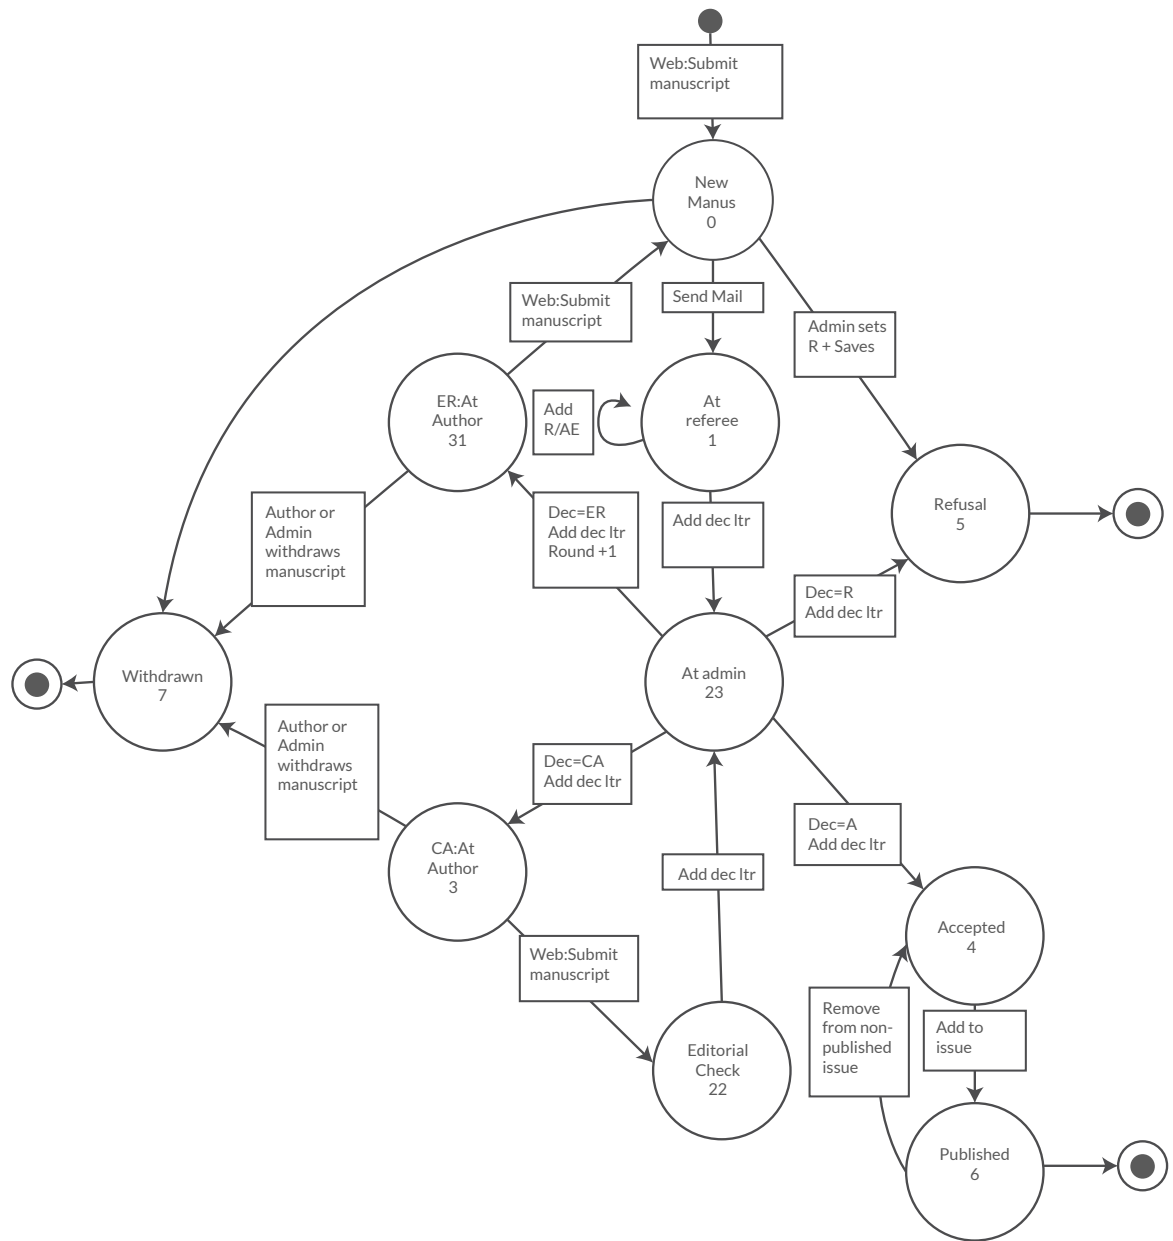 Web:Submit
manuscript
New
Manus
0
Web:Submit
manuscript
Send Mail
Admin sets
R + Saves
ER:At
Author
31
Add
R/AE
At
referee
1
Author or
Admin
withdraws
manuscript
Dec=ER
Add dec ltr
Round +1
Add dec ltr
Refusal
5
Dec=R
Add dec ltr
Withdrawn
7
At admin
23
Author or
Admin
withdraws
manuscript
Dec=CA
Add dec ltr
Dec=A
Add dec ltr
CA:At
Author
3
Add dec ltr
Accepted
4
Web:Submit
manuscript
Remove
from non-
published
issue
Add to
issue
Editorial
Check
22
Published
6